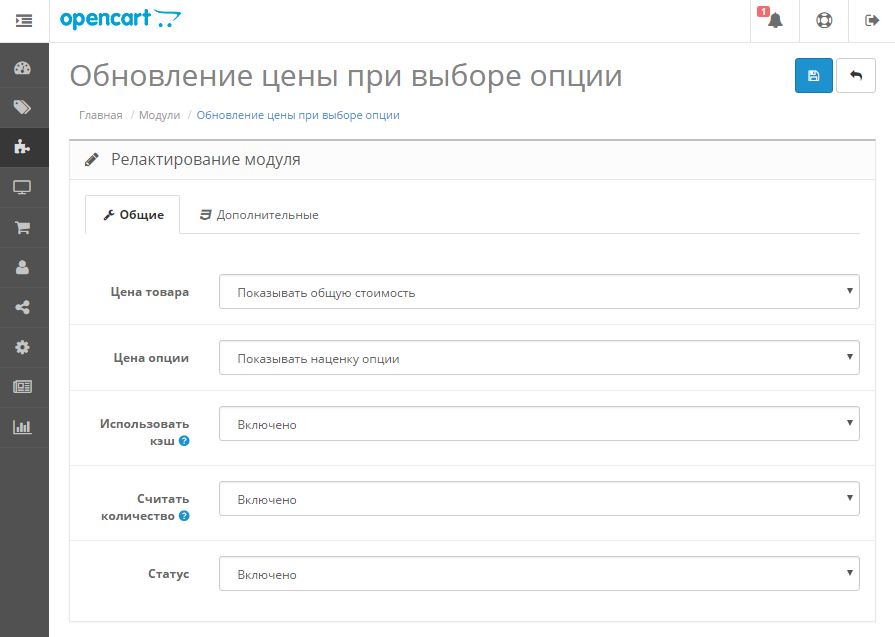 opencart
1
Обновление цены при выборе опции
Главная / Модули / Обновление цены при выборе опции
Релактирование модуля
Общие
Дополнительные
Цена товара
Показывать общую стоимость
Цена опции
Показывать наценку опции
Использовать
кэш ?
Включено
Считать
количество ?
Включено
Статус
Включено